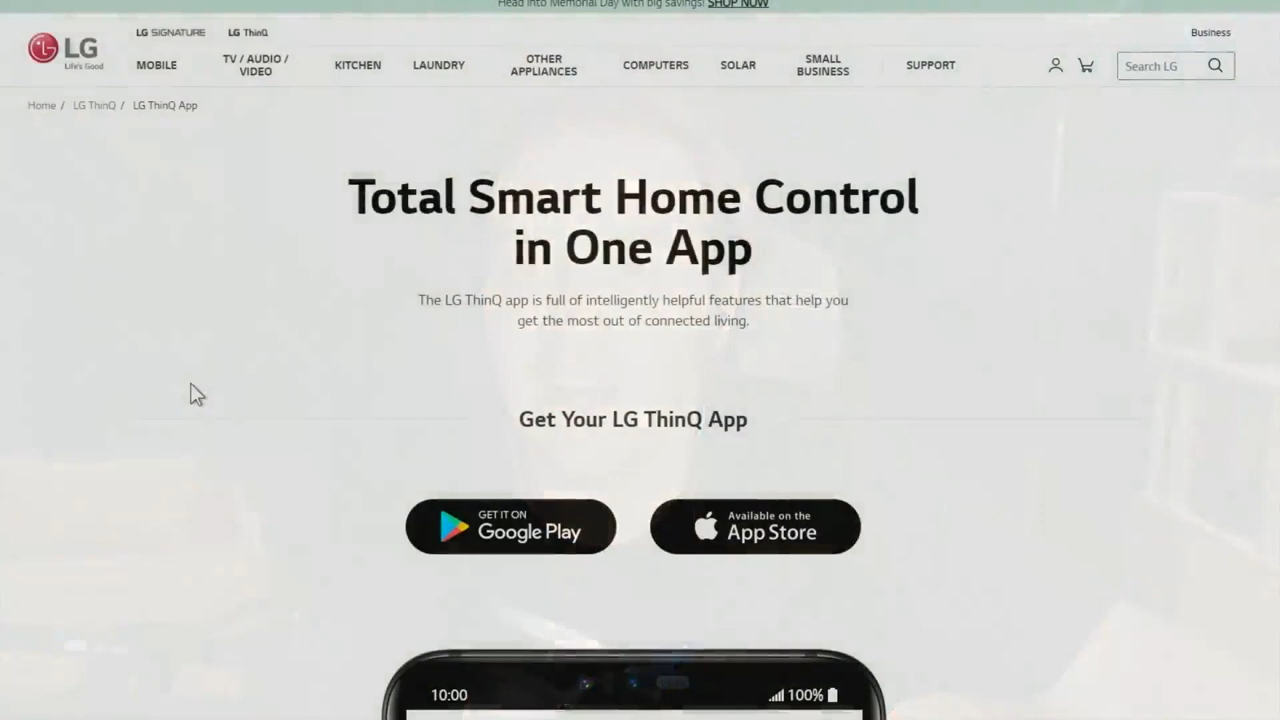 Head into Memorial Day with big savings! SHOP NOW
LG SIGNATURE
LG ThinQ
Business
LG
Life's Good
MOBILE
TV / AUDIO /
VIDEO
KITCHEN
LAUNDRY
OTHER
APPLIANCES
COMPUTERS
SOLAR
SMALL
BUSINESS
SUPPORT
Search LG
Home / LG ThinQ / LG ThinQ App
Total Smart Home Control
in One App
The LG ThinQ app is full of intelligently helpful features that help you
get the most out of connected living.
Get Your LG ThinQ App
GET IT ON
Google Play
Available on the
App Store
10:00
100%